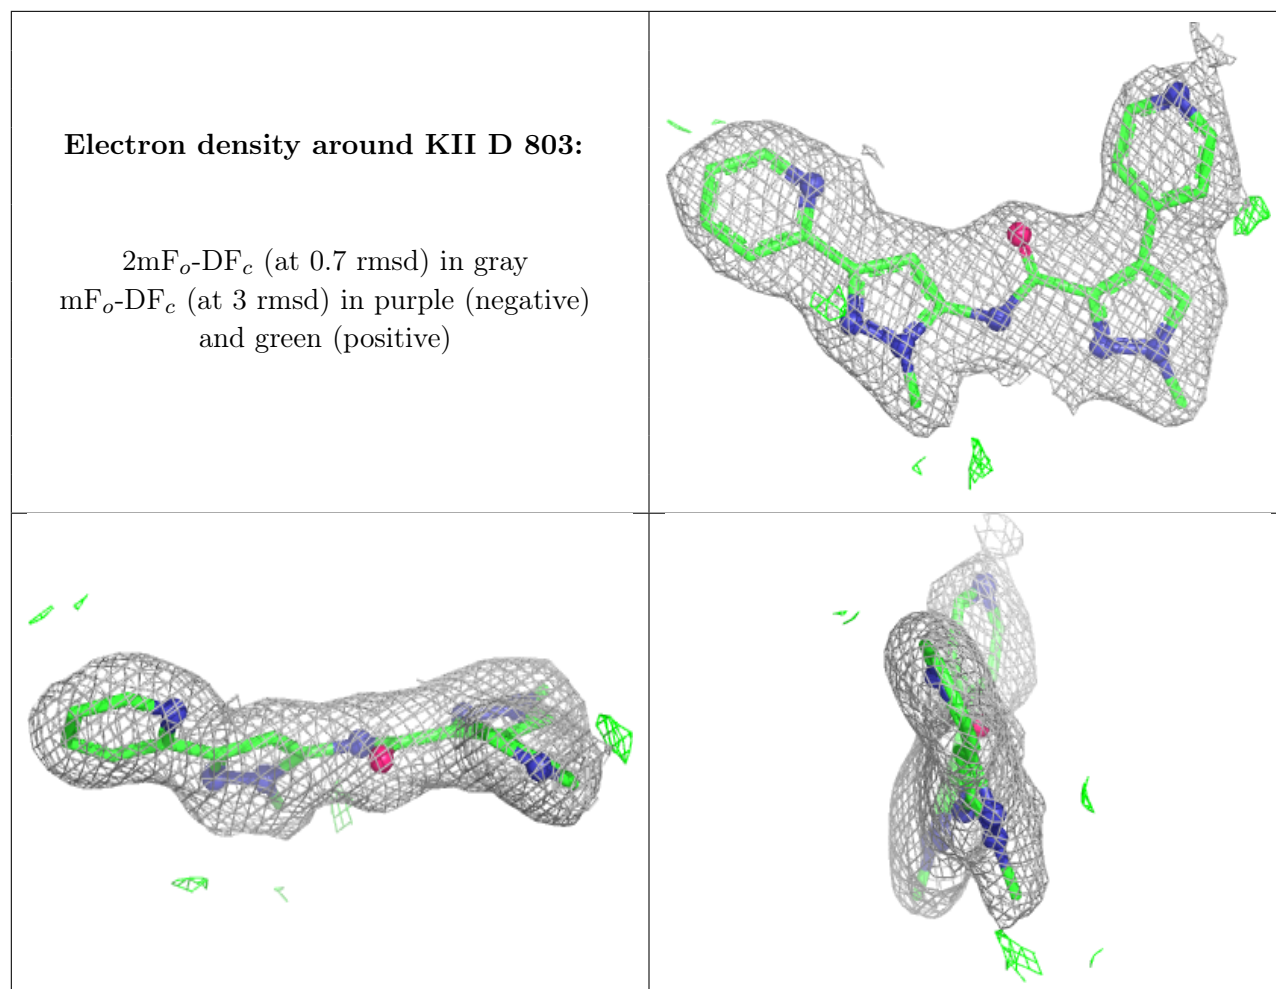 Electron density around KII D 803:
2mFo-DFc (at 0.7 rmsd) in gray
mFo-DFc (at 3 rmsd) in purple (negative)
and green (positive)